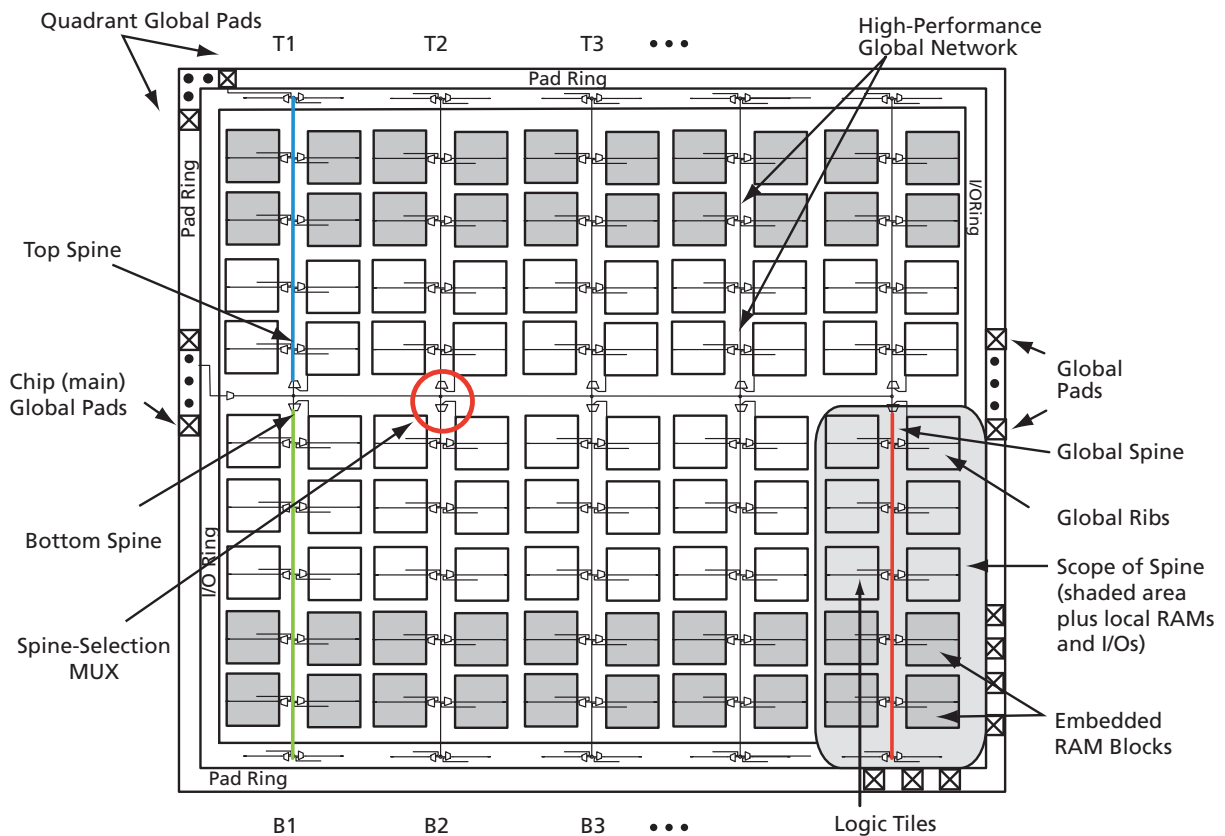 Quadrant Global Pads
T1
T2
T3
•••
High-Performance
Global Network
Pad Ring
Pad Ring
I/ORing
Top Spine
Chip (main)
Global Pads
Global
Pads
Global Spine
Bottom Spine
Global Ribs
I/O Ring
Scope of Spine
(shaded area
plus local RAMs
and I/Os)
Spine-Selection
MUX
Embedded
RAM Blocks
Pad Ring
B1
B2
B3
•••
Logic Tiles